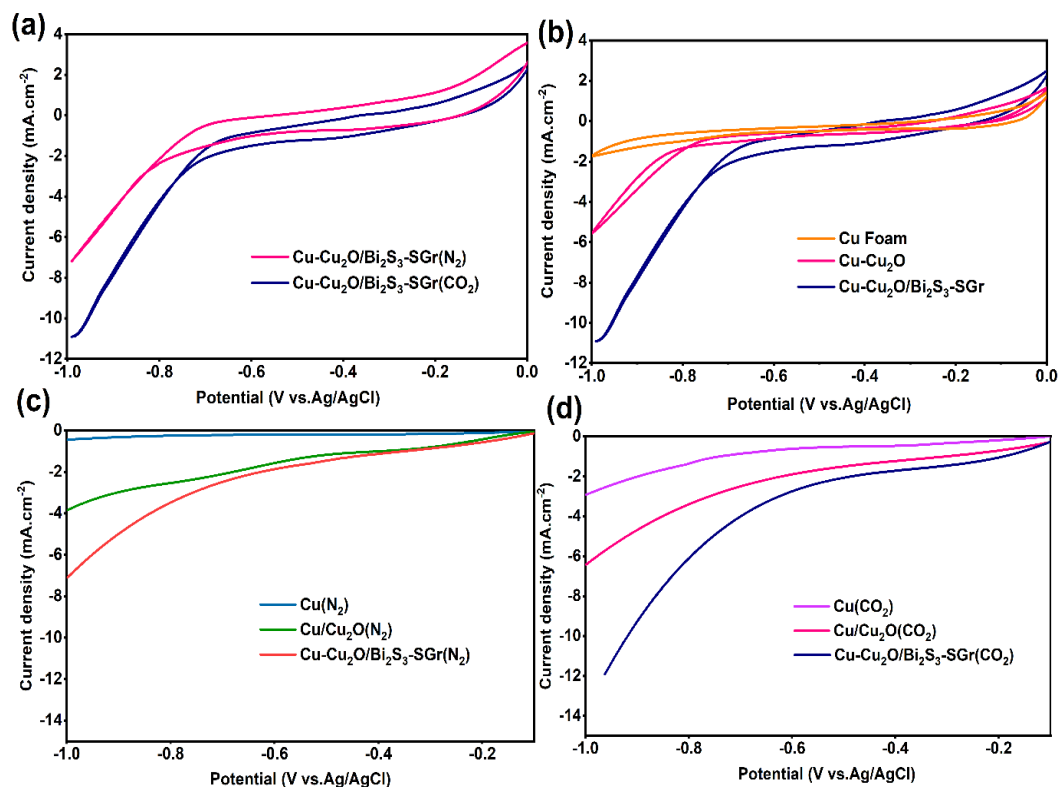 (a)
4
2
0
-2
-4
-6
-8
-10
-12
-1.0
-0.8
-0.6
-0.4
-0.2
0.0
Current density (mA.cm⁻²)
Potential (V vs.Ag/AgCl)
Cu-Cu₂O/Bi₂S₃-SGr(N₂)
Cu-Cu₂O/Bi₂S₃-SGr(CO₂)
(b)
4
2
0
-2
-4
-6
-8
-10
-12
-1.0
-0.8
-0.6
-0.4
-0.2
0.0
Current density (mA.cm⁻²)
Potential (V vs.Ag/AgCl)
Cu Foam
Cu-Cu₂O
Cu-Cu₂O/Bi₂S₃-SGr
(c)
0
-2
-4
-6
-8
-10
-12
-14
-1.0
-0.8
-0.6
-0.4
-0.2
Current density (mA.cm⁻²)
Potential (V vs.Ag/AgCl)
Cu(N₂)
Cu/Cu₂O(N₂)
Cu-Cu₂O/Bi₂S₃-SGr(N₂)
(d)
0
-2
-4
-6
-8
-10
-12
-14
-16
-1.0
-0.8
-0.6
-0.4
-0.2
Current density (mA.cm⁻²)
Potential (V vs.Ag/AgCl)
Cu(CO₂)
Cu/Cu₂O(CO₂)
Cu-Cu₂O/Bi₂S₃-SGr(CO₂)